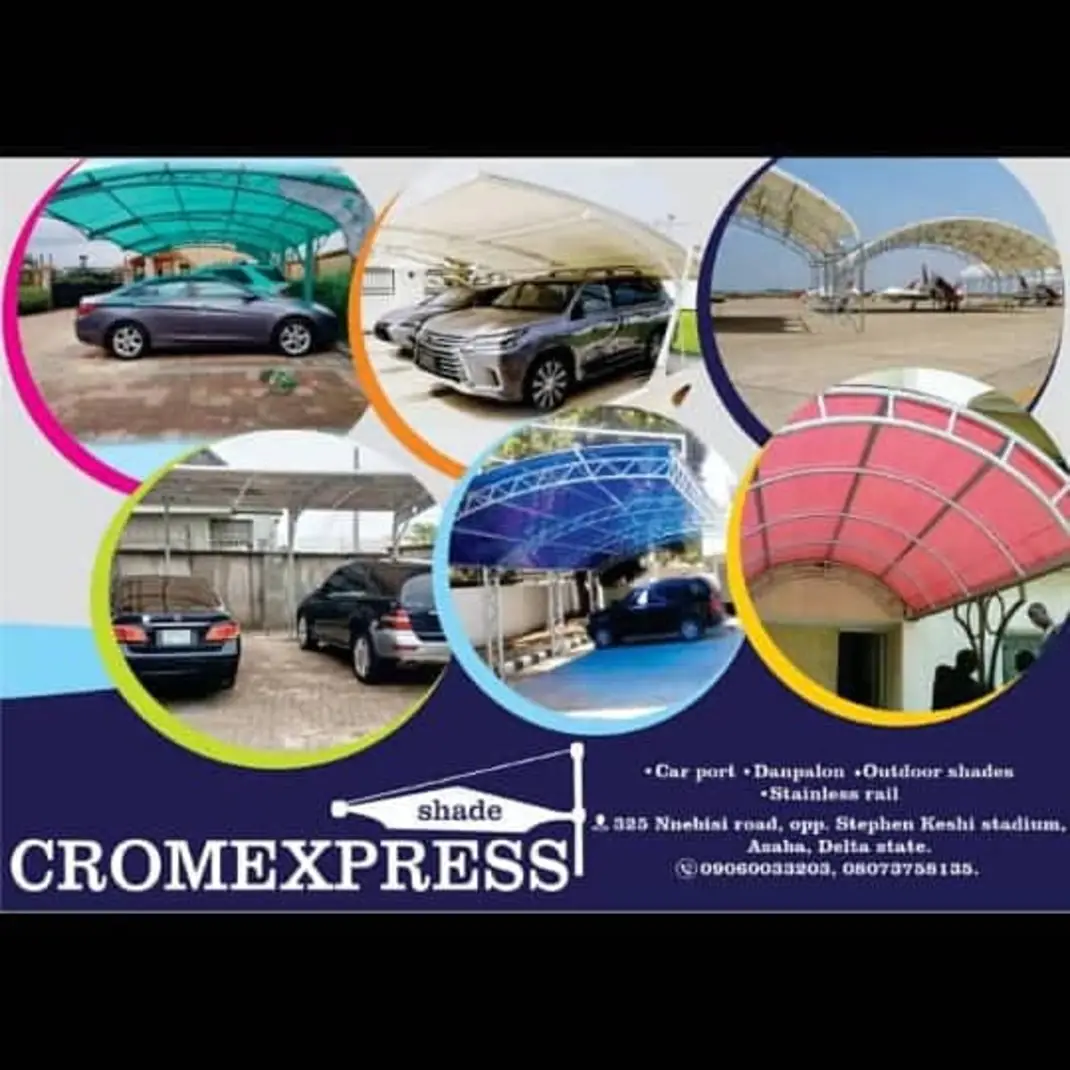 shade
CROMEXPRESS
•Car port •Danpalon •Outdoor shades
•Stainless rail
325 Nnebisi road, opp. Stephen Keshi stadium,
Asaba, Delta state.
09060033203, 08073758135.